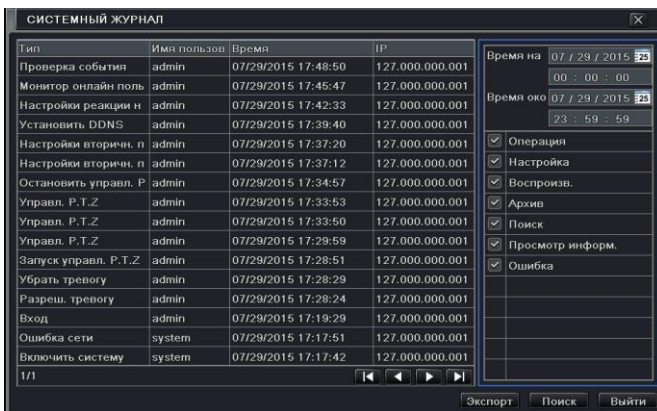 СИСТЕМНЫЙ ЖУРНАЛ
Тип Имя пользов Время IP
Проверка события admin 07/29/2015 17:48:50 127.000.000.001
Монитор онлайн поль admin 07/29/2015 17:45:47 127.000.000.001
Настройки реакции н admin 07/29/2015 17:42:33 127.000.000.001
Установить DDNS admin 07/29/2015 17:39:40 127.000.000.001
Настройки вторичн. п admin 07/29/2015 17:37:20 127.000.000.001
Настройки вторичн. п admin 07/29/2015 17:37:12 127.000.000.001
Остановить управл. P admin 07/29/2015 17:34:57 127.000.000.001
Управл. P.T.Z admin 07/29/2015 17:33:53 127.000.000.001
Управл. P.T.Z admin 07/29/2015 17:33:50 127.000.000.001
Управл. P.T.Z admin 07/29/2015 17:29:59 127.000.000.001
Запуск управл. P.T.Z admin 07/29/2015 17:28:51 127.000.000.001
Убрать тревогу admin 07/29/2015 17:28:29 127.000.000.001
Разреш. тревогу admin 07/29/2015 17:28:24 127.000.000.001
Вход admin 07/29/2015 17:19:29 127.000.000.001
Ошибка сети system 07/29/2015 17:17:51 127.000.000.001
Включить систему system 07/29/2015 17:17:42 127.000.000.001
1/1
Время на 07 / 29 / 2015 25
00 : 00 : 00
Время око 07 / 29 / 2015 25
23 : 59 : 59
Операция
Настройка
Воспроизв.
Архив
Поиск
Просмотр информ.
Ошибка
Экспорт Поиск Выйти